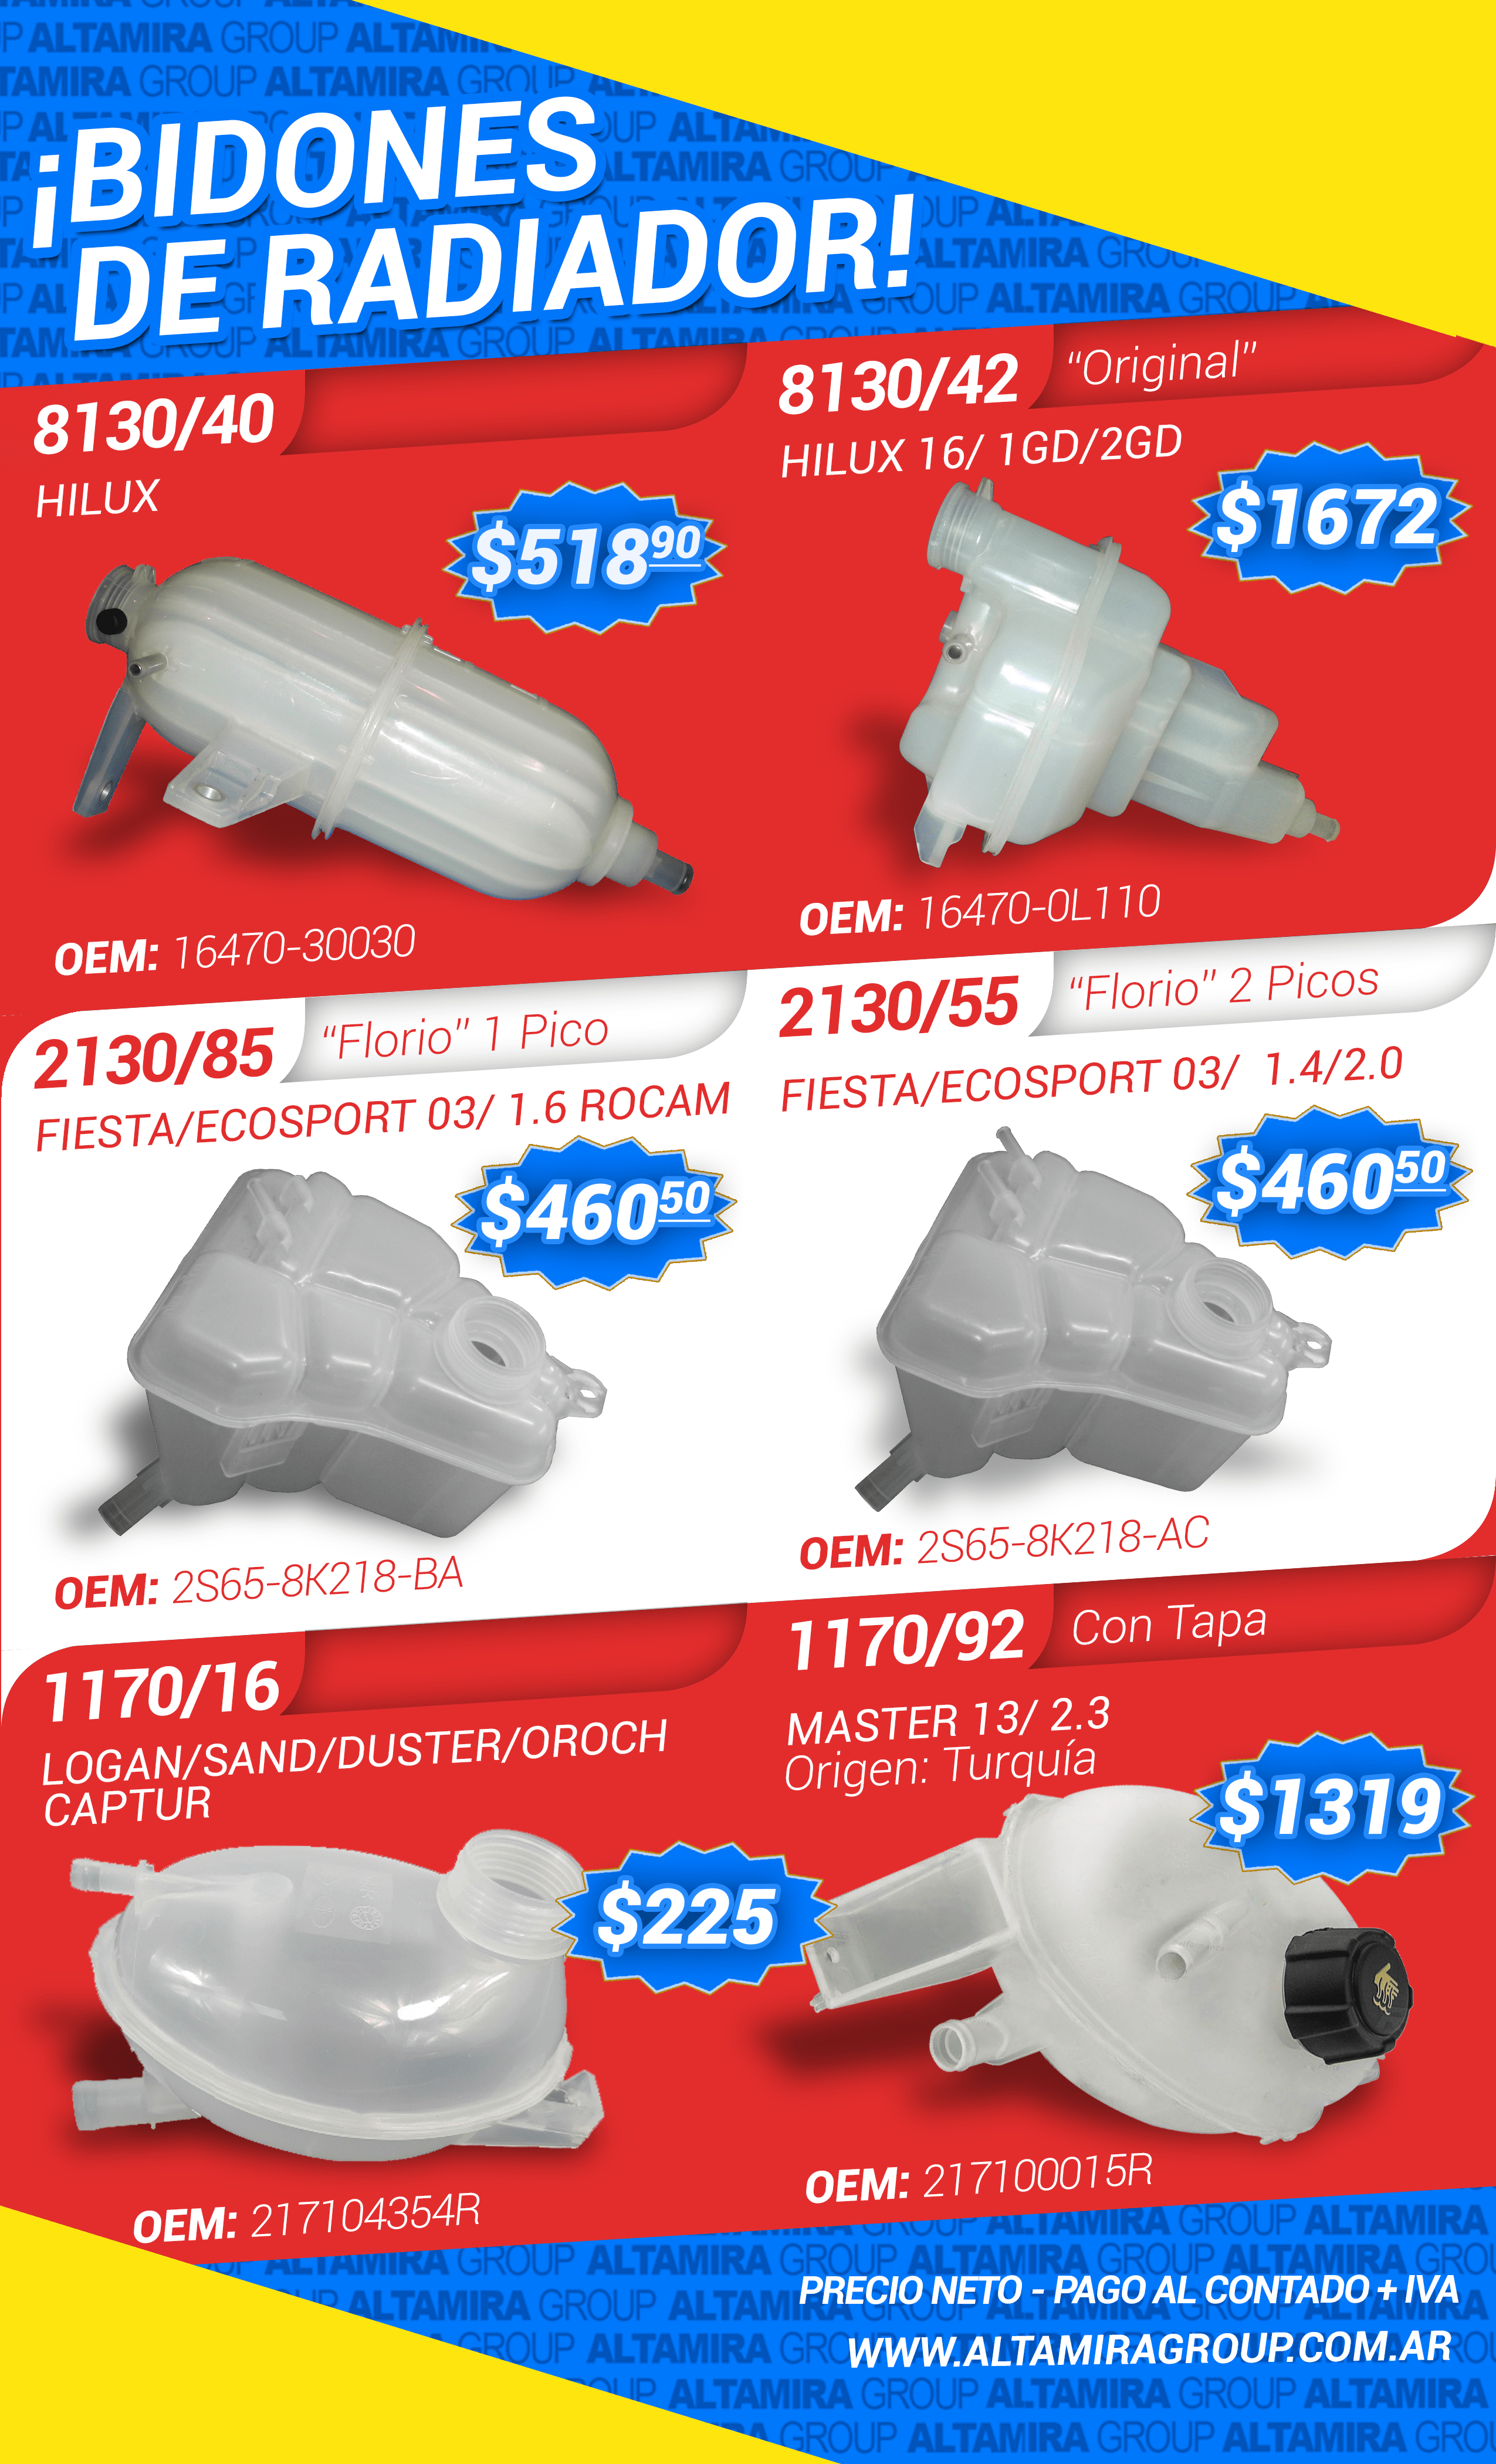 ¡BIDONES
DE RADIADOR!
8130/40
HILUX
$518⁹⁰
OEM: 16470-30030
8130/42
"Original"
HILUX 16/ 1GD/2GD
$1672
OEM: 16470-0L110
2130/85
"Florio" 1 Pico
FIESTA/ECOSPORT 03/ 1.6 ROCAM
$460⁵⁰
OEM: 2S65-8K218-BA
2130/55
"Florio" 2 Picos
FIESTA/ECOSPORT 03/ 1.4/2.0
$460⁵⁰
OEM: 2S65-8K218-AC
1170/16
LOGAN/SAND/DUSTER/OROCH
CAPTUR
$225
OEM: 217104354R
1170/92
Con Tapa
MASTER 13/ 2.3
Origen: Turquía
$1319
OEM: 217100015R
PRECIO NETO - PAGO AL CONTADO + IVA
WWW.ALTAMIRAGROUP.COM.AR
ALTAMIRA GROUP